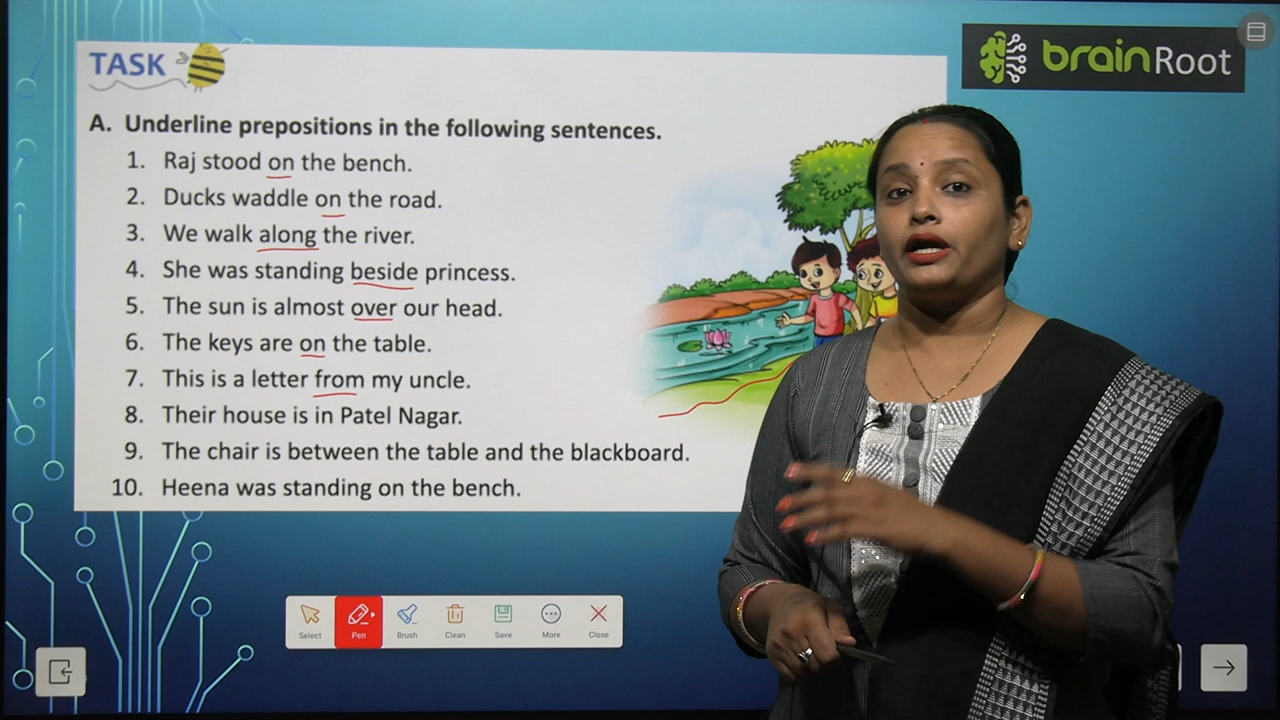 TASK
brainRoot
A. Underline prepositions in the following sentences.
1. Raj stood on the bench.
2. Ducks waddle on the road.
3. We walk along the river.
4. She was standing beside princess.
5. The sun is almost over our head.
6. The keys are on the table.
7. This is a letter from my uncle.
8. Their house is in Patel Nagar.
9. The chair is between the table and the blackboard.
10. Heena was standing on the bench.
Select Pen Brush Clean Save More Close